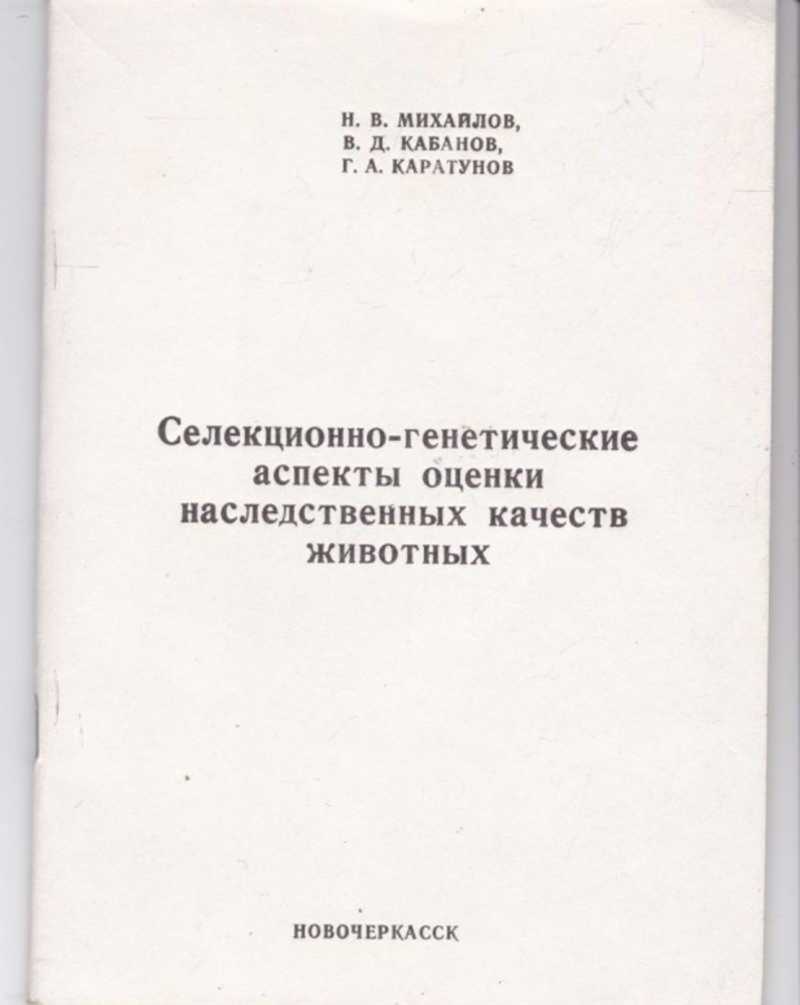 Н. В. МИХАЙЛОВ,
В. Д. КАБАНОВ,
Г. А. КАРАТУНОВ
Селекционно-генетические
аспекты оценки
наследственных качеств
животных
НОВОЧЕРКАССК